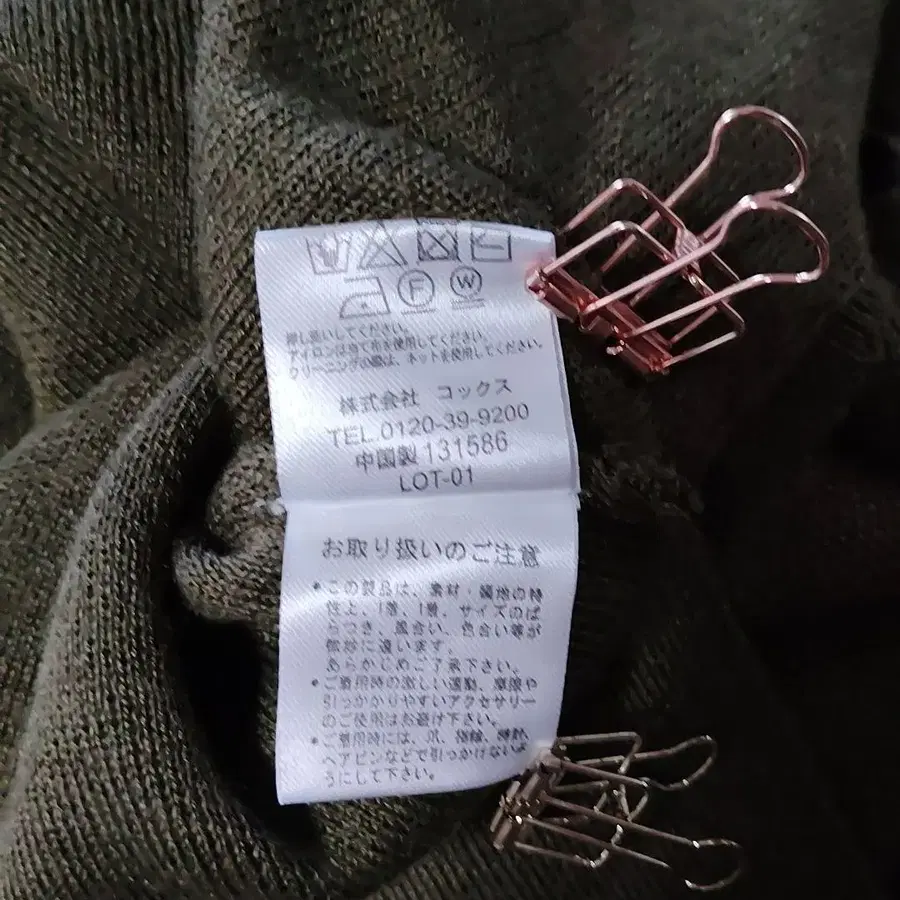 F W
押し洗いしてください。
アイロンは当て布を使用してください。
クリーニングの際は、ネットを使用してください。
株式会社 コックス
TEL.0120-39-9200
中国製 131586
LOT-01
お取り扱いのご注意
•この製品は、素材・編地の特
性上、1着、1着、サイズのば
らつき、風合い、色合い等が
微妙に違います。
あらかじめご了承下さい。
•ご着用時の激しい運動、摩擦や
引っかかりやすいアクセサリー
のご使用はお避け下さい。
•ご着用時には、爪、指輪、時計、
ヘアピンなどで引っかけないよ
うにして下さい。